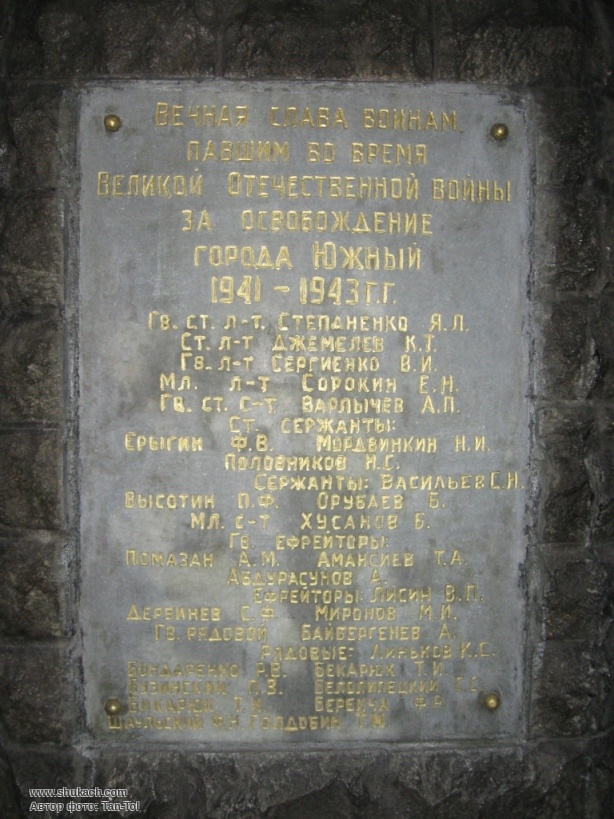 Вечная слава воинам,
павшим во время
Великой Отечественной войны
за освобождение
города Южный
1941 – 1943 г.г.
Гв. ст. л-т. Степаненко Я.Л.
Ст. л-т Джемелев К.Т.
Гв. л-т Сергиенко В.И.
Мл. л-т Сорокин Е.Н.
Гв. ст. с-т. Варлычев А.П.
Ст. сержанты:
Ерыгин Ф.В. Мордвинкин Н.И.
Половников Н.С.
Сержанты: Васильев С.Н.
Высотин П.Ф. Орубаев Б.
Мл. с-т Хусанов Б.
Гв. ефрейторы:
Помазан А.М. Амансиев Т.А.
Абдурасунов А.
Ефрейторы: Лисин В.П.
Дерейнев С.Ф. Миронов М.И.
Гв. рядовой Байбергенев А.
Рядовые: Линьков К.С.
Бондаренко Р.В. Бекарюк Т.И.
Белолипецкий С.С.
Т.И.
Голдобин
www.shukach.com
Автор фото: Tan-Tol